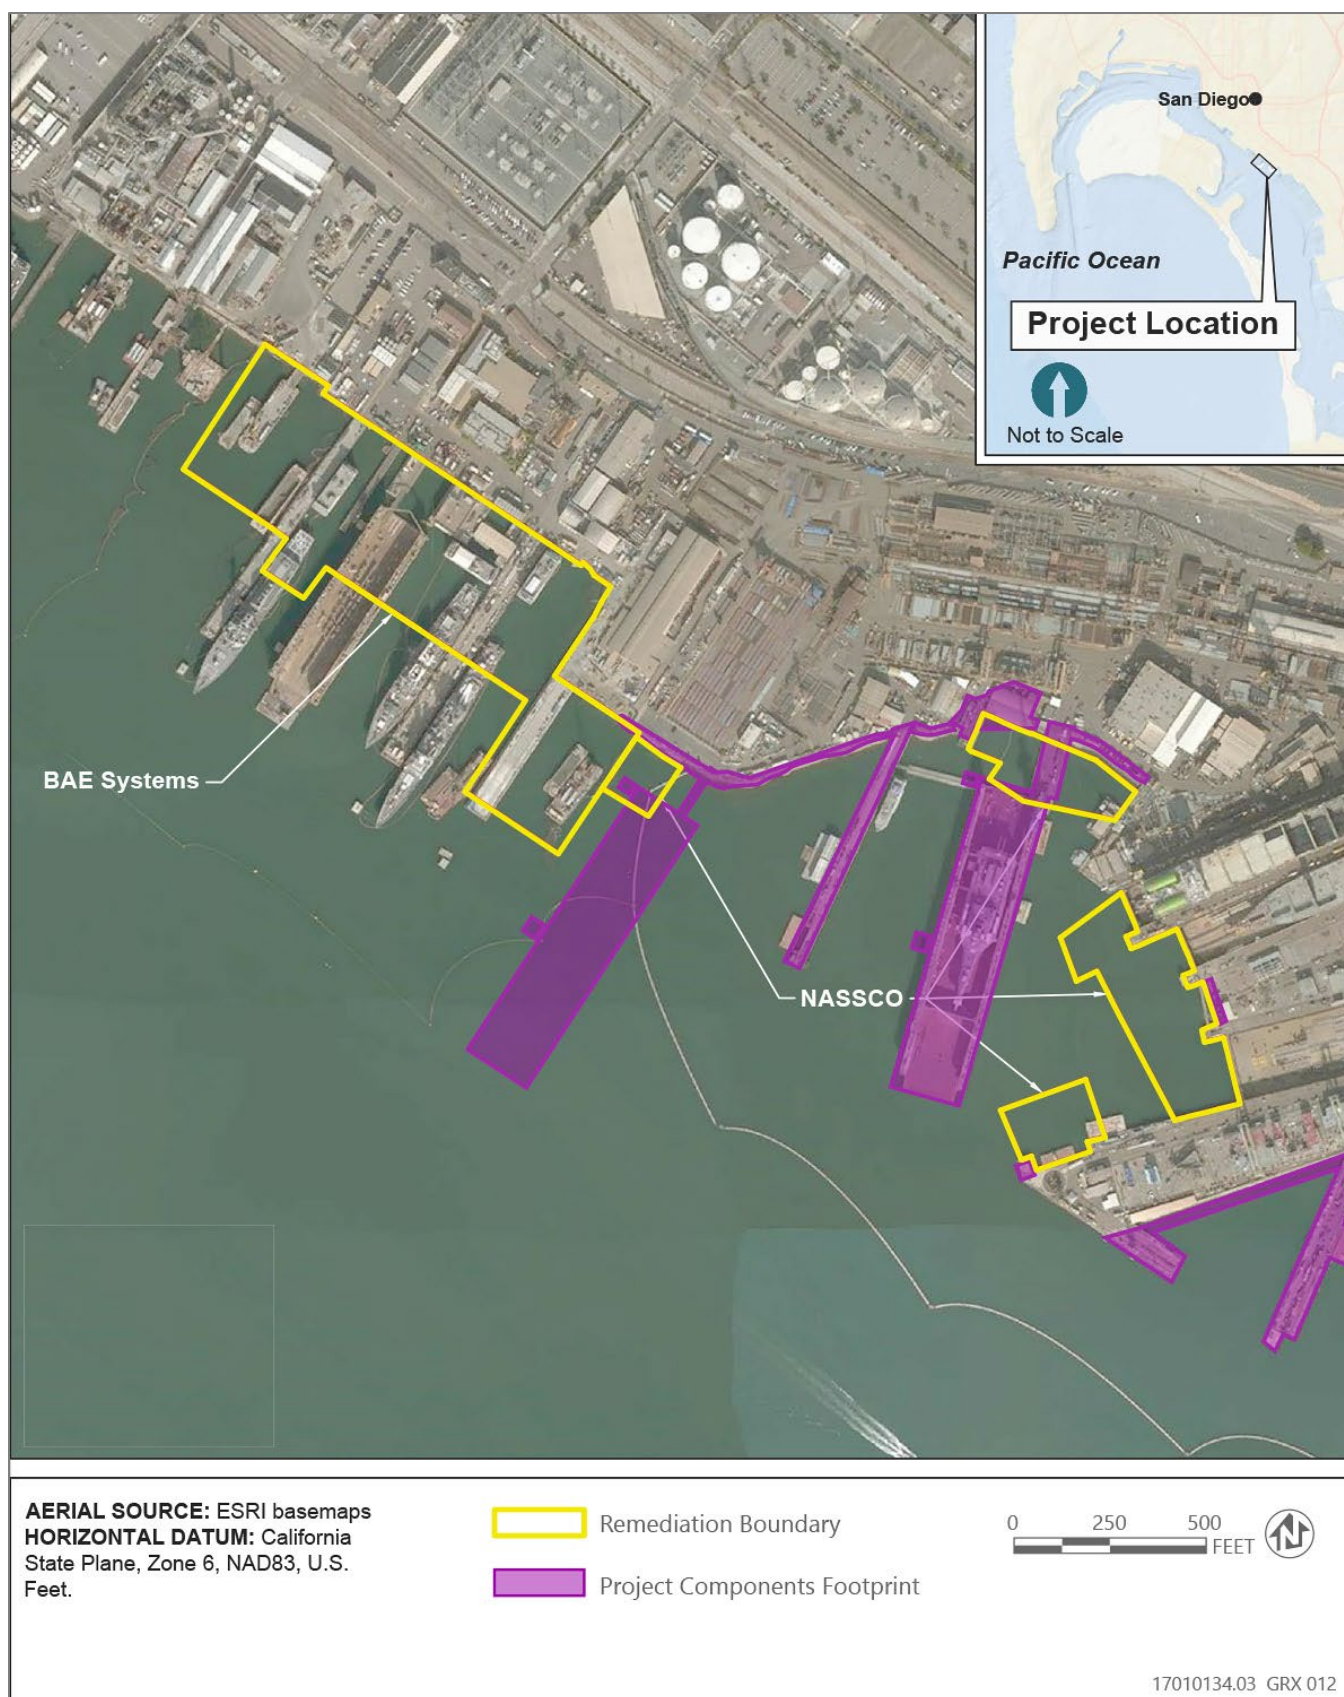 San Diego
Pacific Ocean
Project Location
Not to Scale
BAE Systems
NASSCO
AERIAL SOURCE: ESRI basemaps
HORIZONTAL DATUM: California
State Plane, Zone 6, NAD83, U.S.
Feet.
Remediation Boundary
Project Components Footprint
0 250 500
FEET
N
17010134.03 GRX 012